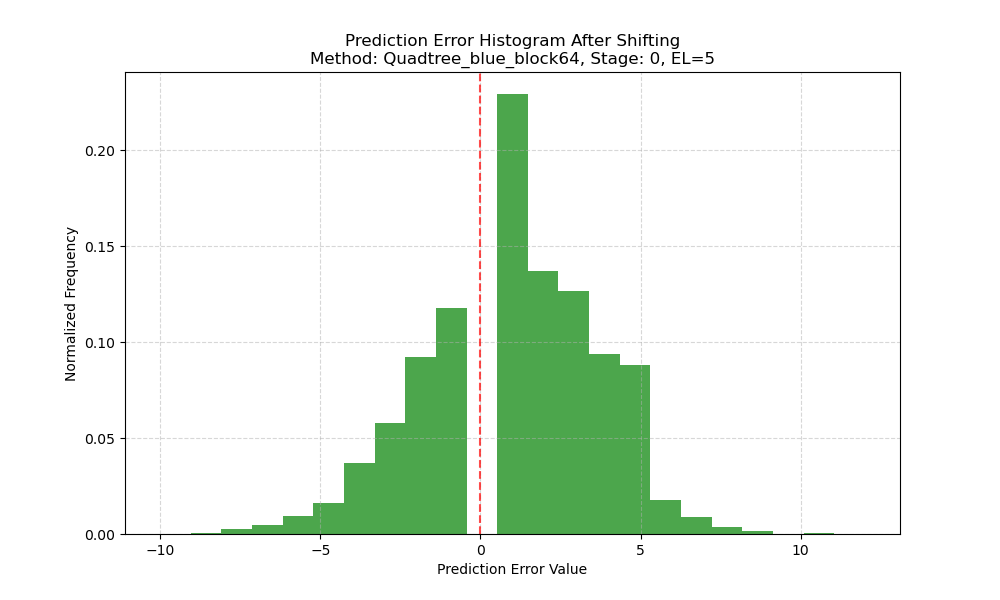 Prediction Error Histogram After Shifting
Method: Quadtree_blue_block64, Stage: 0, EL=5
Normalized Frequency
0.20
0.15
0.10
0.05
0.00
−10
−5
0
5
10
Prediction Error Value